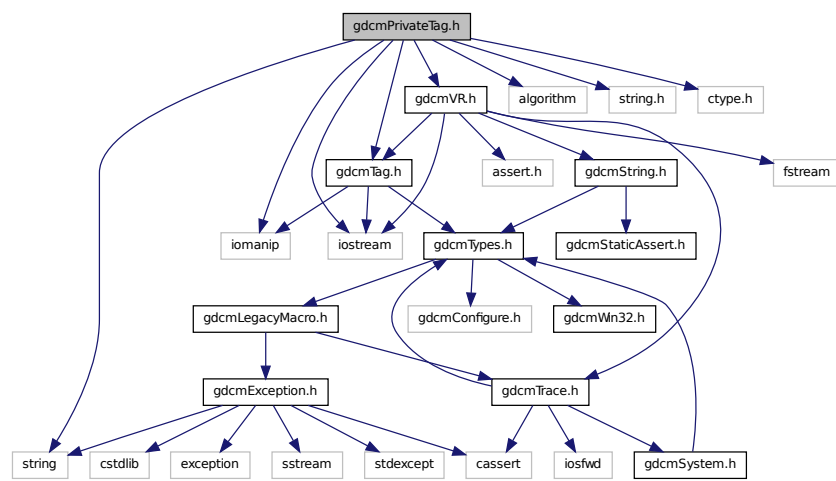 gdcmPrivateTag.h
gdcmVR.h
algorithm
string.h
ctype.h
gdcmTag.h
assert.h
gdcmString.h
fstream
iomanip
iostream
gdcmTypes.h
gdcmStaticAssert.h
gdcmLegacyMacro.h
gdcmConfigure.h
gdcmWin32.h
gdcmException.h
gdcmTrace.h
string
cstdlib
exception
sstream
stdexcept
cassert
iosfwd
gdcmSystem.h